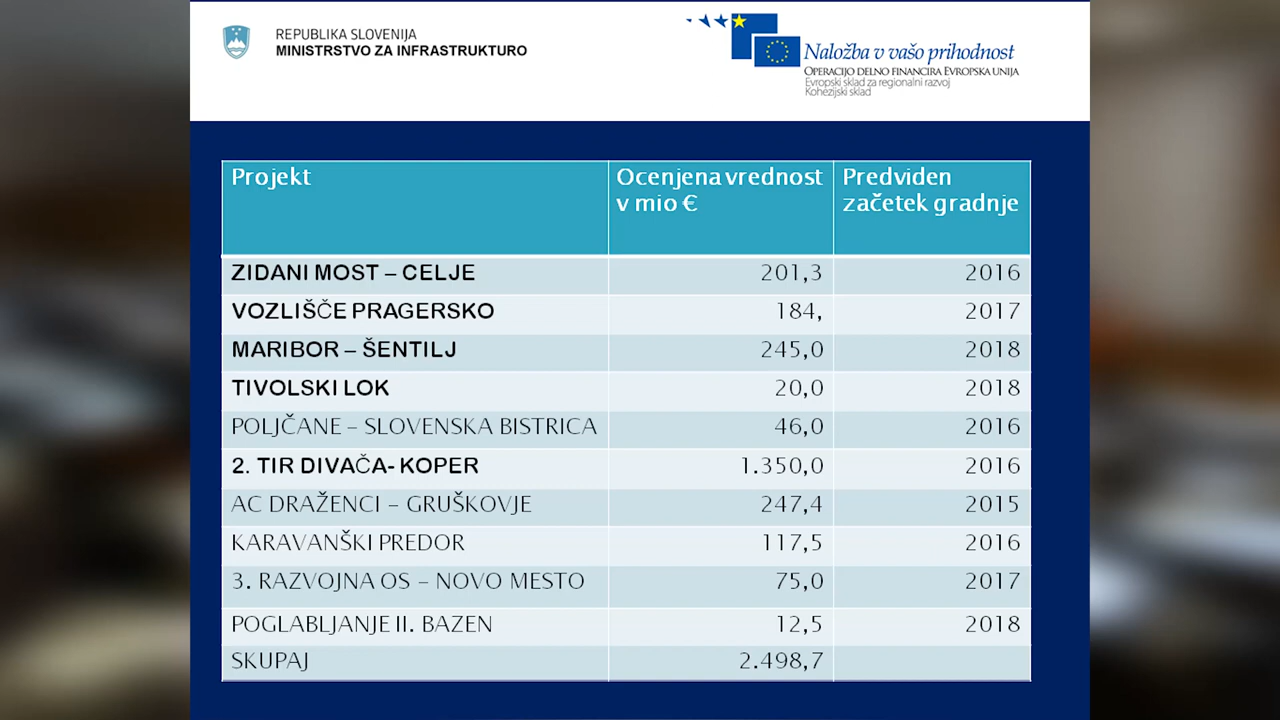 REPUBLIKA SLOVENIJA
MINISTRSTVO ZA INFRASTRUKTURO
Naložba v vašo prihodnost
OPERACIJO DELNO FINANCIRA EVROPSKA UNIJA
Evropski sklad za regionalni razvoj
Kohezijski sklad
Projekt Ocenjena vrednost v mio € Predviden začetek gradnje
ZIDANI MOST – CELJE 201,3 2016
VOZLIŠČE PRAGERSKO 184, 2017
MARIBOR – ŠENTILJ 245,0 2018
TIVOLSKI LOK 20,0 2018
POLJČANE – SLOVENSKA BISTRICA 46,0 2016
2. TIR DIVAČA- KOPER 1.350,0 2016
AC DRAŽENCI – GRUŠKOVJE 247,4 2015
KARAVANŠKI PREDOR 117,5 2016
3. RAZVOJNA OS – NOVO MESTO 75,0 2017
POGLABLJANJE II. BAZEN 12,5 2018
SKUPAJ 2.498,7